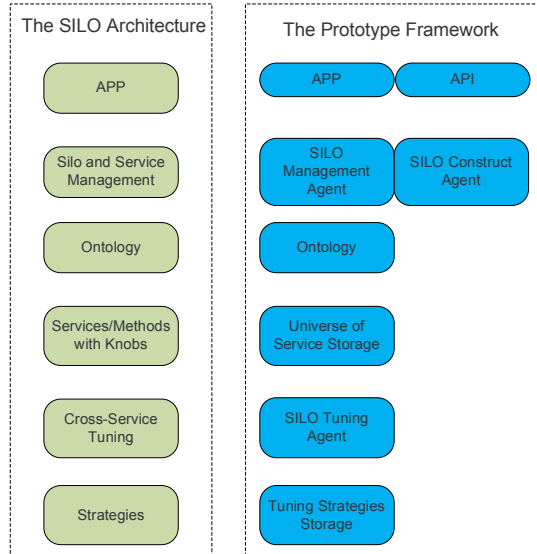 The SILO Architecture
APP
Silo and Service
Management
Ontology
Services/Methods
with Knobs
Cross-Service
Tuning
Strategies
The Prototype Framework
APP
API
SILO
Management
Agent
SILO Construct
Agent
Ontology
Universe of
Service Storage
SILO Tuning
Agent
Tuning Strategies
Storage